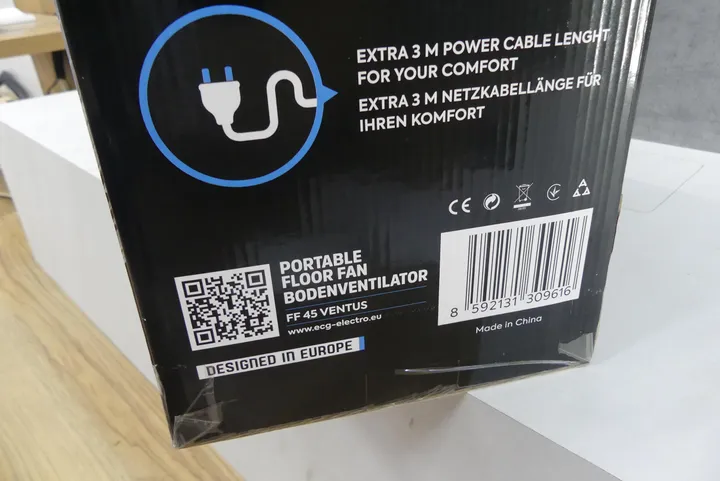 EXTRA 3 M POWER CABLE LENGHT
FOR YOUR COMFORT
EXTRA 3 M NETZKABELLÄNGE FÜR
IHREN KOMFORT
CE
PORTABLE
FLOOR FAN
BODENVENTILATOR
FF 45 VENTUS
www.ecg-electro.eu
DESIGNED IN EUROPE
8 592131 309616
Made in China